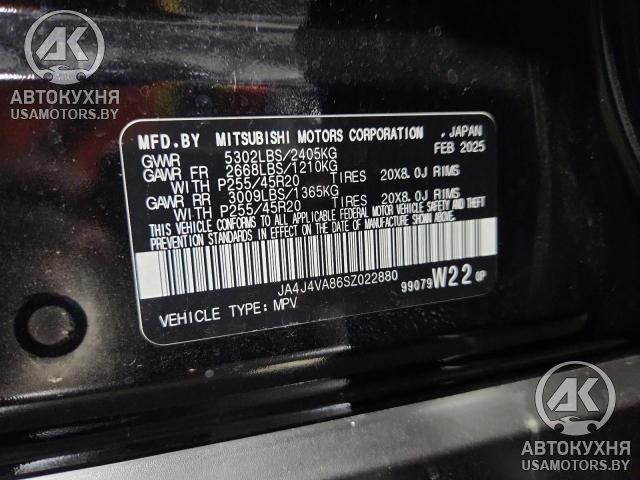 АК
АВТОКУХНЯ
USAMOTORS.BY
MFD.BY MITSUBISHI MOTORS CORPORATION , JAPAN
GVWR 5302LBS/2405KG FEB 2025
GAWR FR 2668LBS/1210KG
WITH P255/45R20 TIRES 20X8.0J RIMS
GAWR RR 3009LBS/1365KG
WITH P255/45R20 TIRES 20X8.0J RIMS
THIS VEHICLE CONFORMS TO ALL APPLICABLE FEDERAL MOTOR VEHICLE SAFETY AND THEFT
PREVENTION STANDARDS IN EFFECT ON THE DATE OF MANUFACTURE SHOWN ABOVE.
JA4J4VA86SZ022880
99079 W22 0P
VEHICLE TYPE: MPV
АК
АВТОКУХНЯ
USAMOTORS.BY